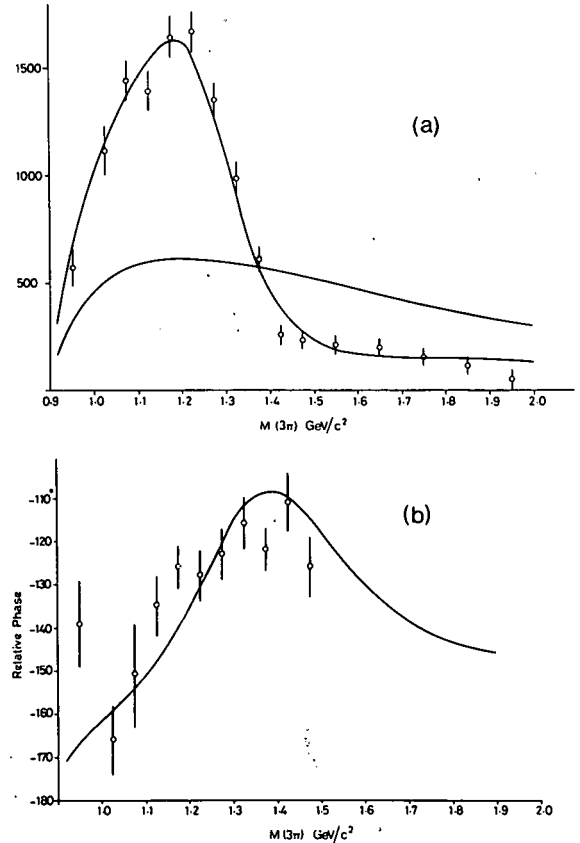 (a)
1500
1000
500
0·9 1·0 1·1 1·2 1·3 1·4 1·5 1·6 1·7 1·8 1·9 2·0
M (3π) GeV/c²
(b)
Relative Phase
-110°
-120
-130
-140
-150
-160
-170
-180
1·0 1·1 1·2 1·3 1·4 1·5 1·6 1·7 1·8 1·9 2·0
M(3π) GeV/c²